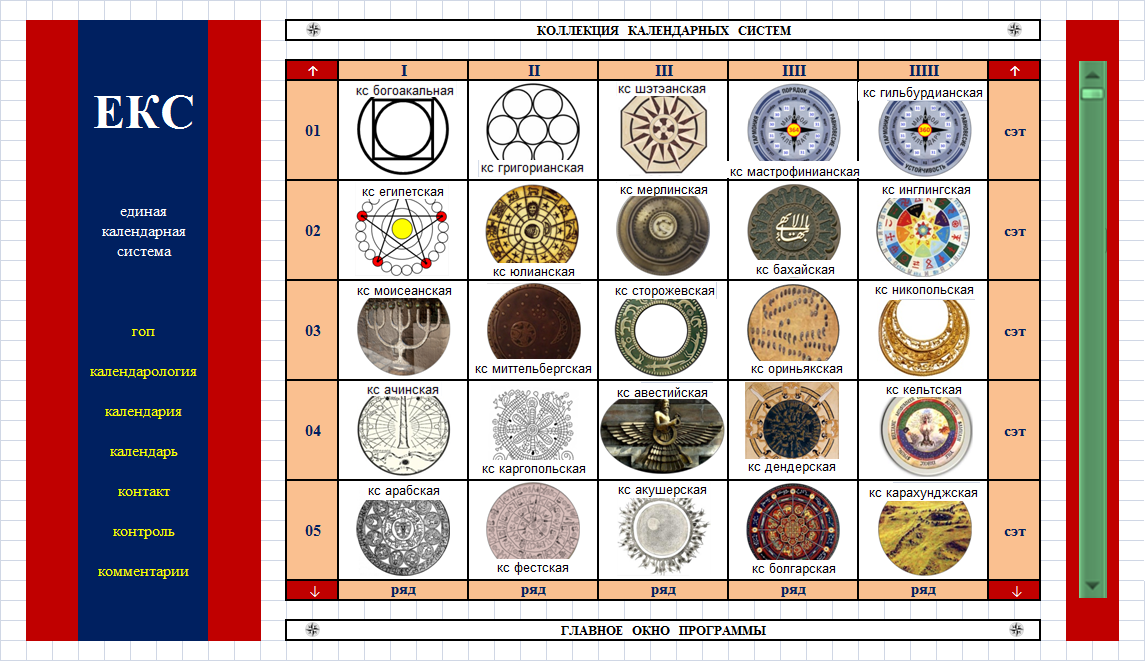 КОЛЛЕКЦИЯ КАЛЕНДАРНЫХ СИСТЕМ
ЕКС
единая
календарная
система
гоп
календарология
календария
календарь
контакт
контроль
комментарии
↑ I II III IIII IIIII ↑
01
кс богоакальная
кс григорианская
кс шэтэанская
ПОРЯДОК
364
кс мастрофинианская
кс гильбурдианская
360
УСТОЙЧИВОСТЬ
сэт
02
кс египетская
кс юлианская
кс мерлинская
кс бахайская
кс инглингская
сэт
03
кс моисеанская
кс миттельбергская
кс сторожевская
кс ориньякская
кс никопольская
сэт
04
кс ачинская
кс каргопольская
кс авестийская
кс дендерская
кс кельтская
сэт
05
кс арабская
кс фестская
кс акушерская
кс болгарская
кс карахунджская
сэт
↓ ряд ряд ряд ряд ряд ↓
ГЛАВНОЕ ОКНО ПРОГРАММЫ